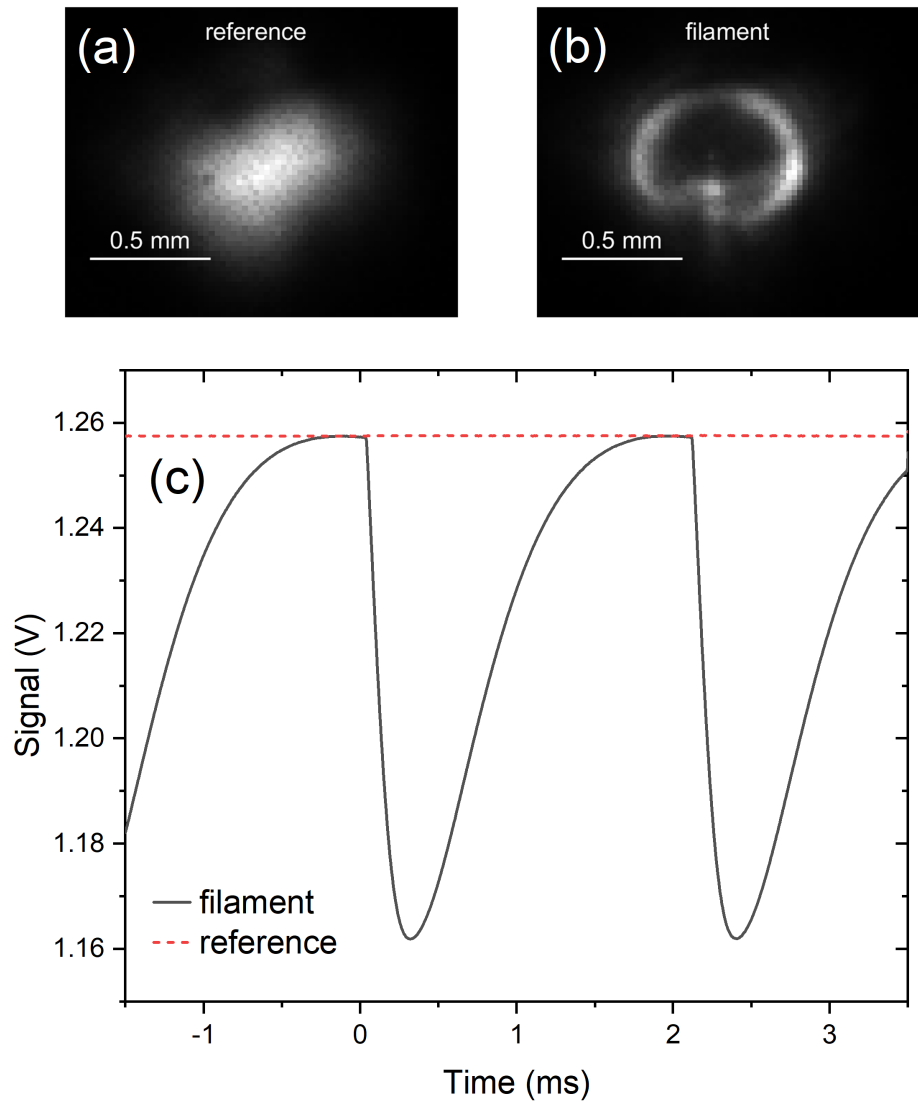 (a) reference
0.5 mm
(b) filament
0.5 mm
1.26
1.24
1.22
1.20
1.18
1.16
Signal (V)
(c)
filament
reference
-1 0 1 2 3
Time (ms)